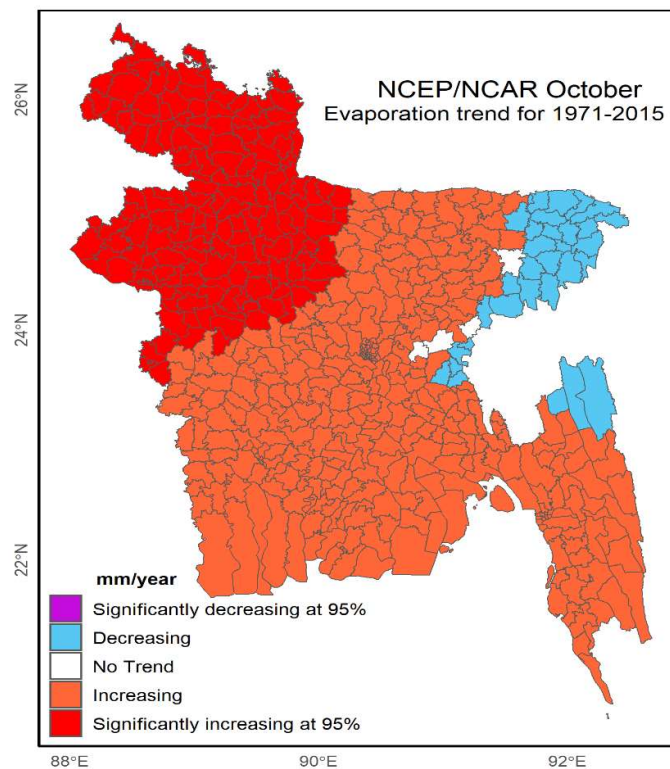 NCEP/NCAR October
Evaporation trend for 1971-2015
26°N
24°N
22°N
mm/year
Significantly decreasing at 95%
Decreasing
No Trend
Increasing
Significantly increasing at 95%
88°E
90°E
92°E